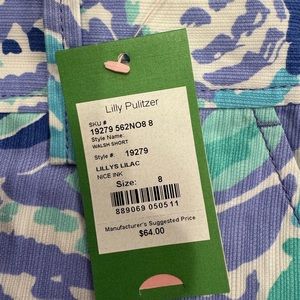 Lilly Pulitzer
SKU #
19279 562NO8 8
Style Name:
WALSH SHORT
Style #: 19279
LILLYS LILAC
NICE INK
Size: 8
889069 050511
Manufacturer's Suggested Price
$64.00